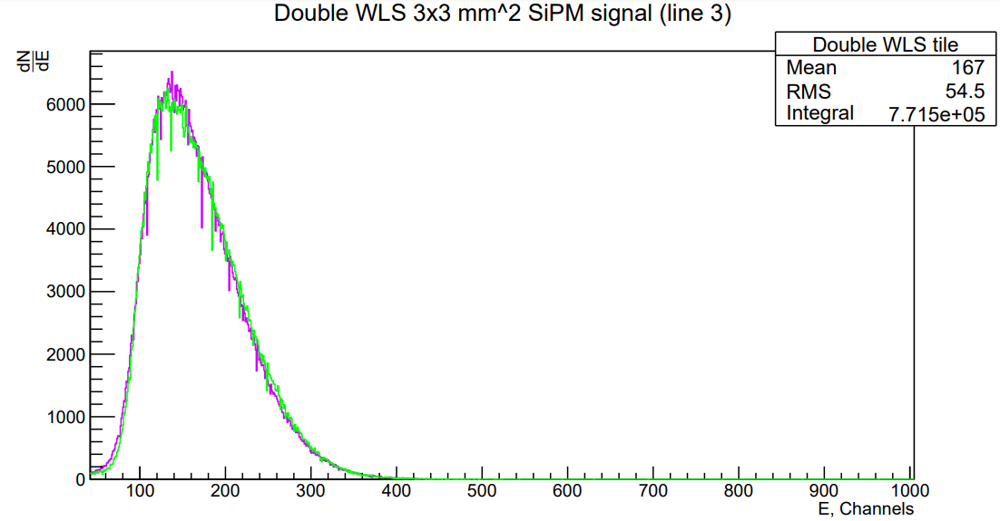 Double WLS 3x3 mm^2 SiPM signal (line 3)
dN
dE
Double WLS tile
Mean 167
RMS 54.5
Integral 7.715e+05
6000
5000
4000
3000
2000
1000
0
100 200 300 400 500 600 700 800 900 1000
E, Channels